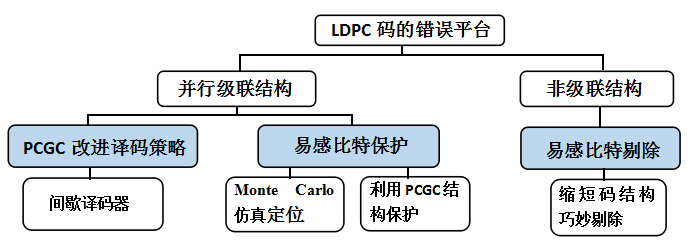 LDPC 码的错误平台
并行级联结构
非级联结构
PCGC 改进译码策略
易感比特保护
易感比特剔除
间歇译码器
Monte Carlo
仿真定位
利用 PCGC 结
构保护
缩短码结构
巧妙剔除